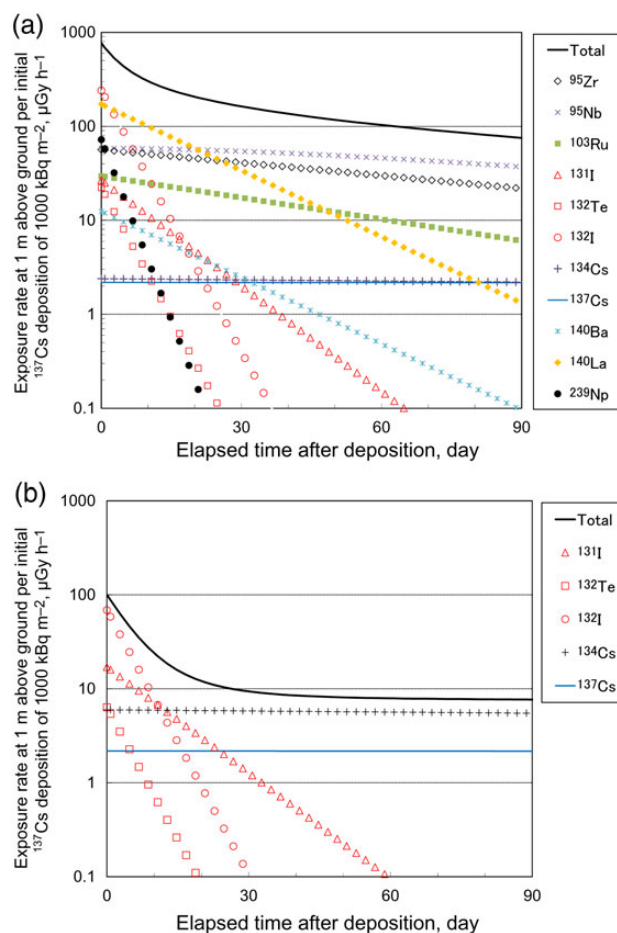 (a)
Exposure rate at 1 m above ground per initial
¹³⁷Cs deposition of 1000 kBq m−2, µGy h−1
1000
100
10
1
0.1
0
30
60
90
Elapsed time after deposition, day
Total
⁹⁵Zr
⁹⁵Nb
¹⁰³Ru
¹³¹I
¹³²Te
¹³²I
¹³⁴Cs
¹³⁷Cs
¹⁴⁰Ba
¹⁴⁰La
²³⁹Np
(b)
Exposure rate at 1 m above ground per initial
¹³⁷Cs deposition of 1000 kBq m−2, µGy h−1
1000
100
10
1
0.1
0
30
60
90
Elapsed time after deposition, day
Total
¹³¹I
¹³²Te
¹³²I
¹³⁴Cs
¹³⁷Cs